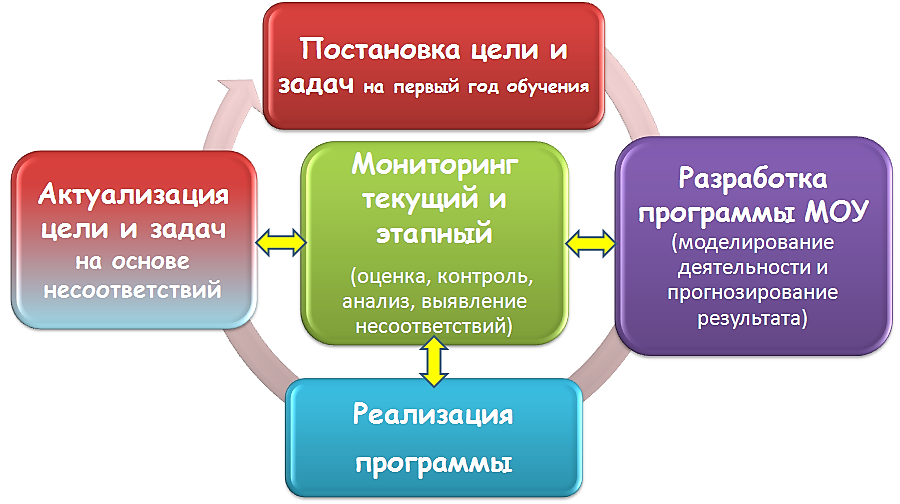 Постановка цели и
задач на первый год обучения
Актуализация
цели и задач
на основе
несоответствий
Мониторинг
текущий и
этапный
(оценка, контроль,
анализ, выявление
несоответствий)
Разработка
программы МОУ
(моделирование
деятельности и
прогнозирование
результата)
Реализация
программы